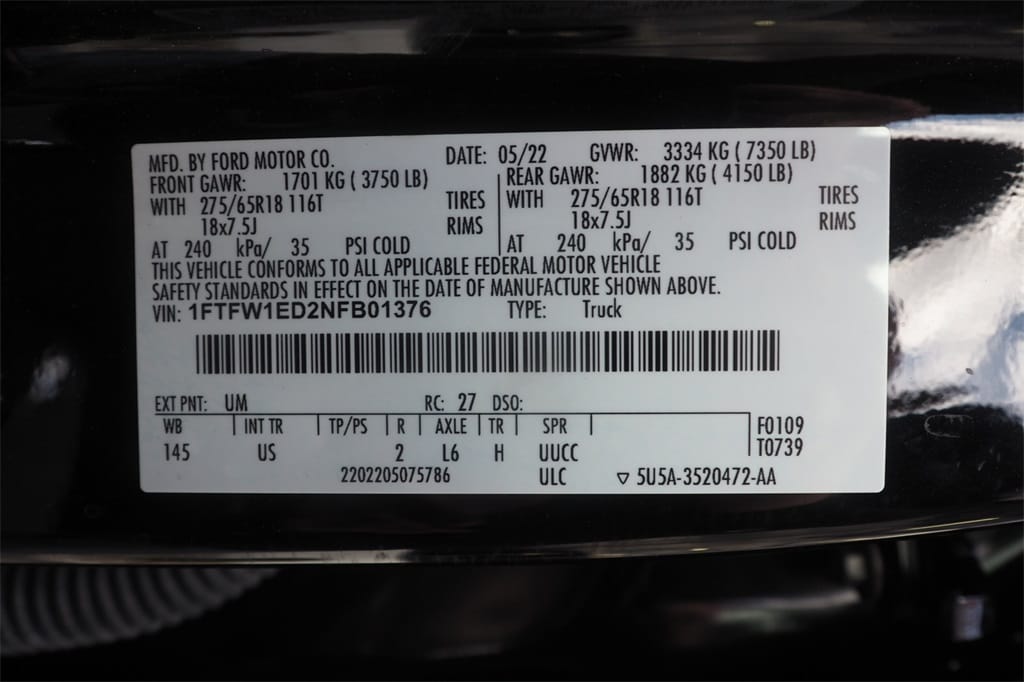 MFD. BY FORD MOTOR CO. DATE: 05/22 GVWR: 3334 KG ( 7350 LB)
FRONT GAWR: 1701 KG ( 3750 LB) REAR GAWR: 1882 KG ( 4150 LB)
WITH 275/65R18 116T TIRES WITH 275/65R18 116T TIRES
18x7.5J RIMS 18x7.5J RIMS
AT 240 kPa/ 35 PSI COLD AT 240 kPa/ 35 PSI COLD
THIS VEHICLE CONFORMS TO ALL APPLICABLE FEDERAL MOTOR VEHICLE
SAFETY STANDARDS IN EFFECT ON THE DATE OF MANUFACTURE SHOWN ABOVE.
VIN: 1FTFW1ED2NFB01376 TYPE: Truck
EXT PNT: UM RC: 27 DSO:
WB INT TR TP/PS R AXLE TR SPR F0109
145 US 2 L6 H UUCC T0739
2202205075786 ULC ▽ 5U5A-3520472-AA